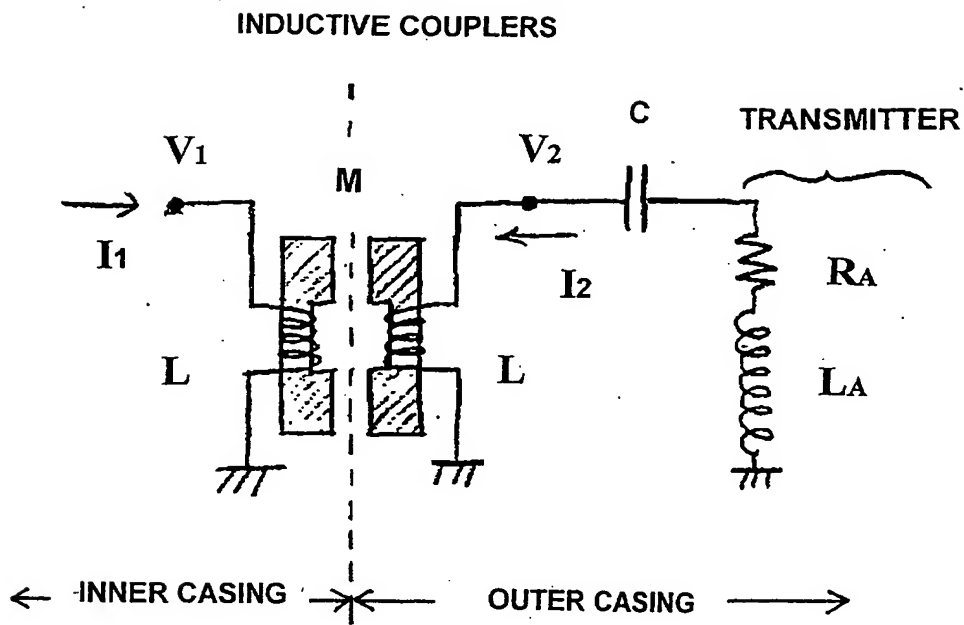 INDUCTIVE COUPLERS
C
TRANSMITTER
V1
M
V2
I1
I2
RA
L
L
LA
INNER CASING
OUTER CASING